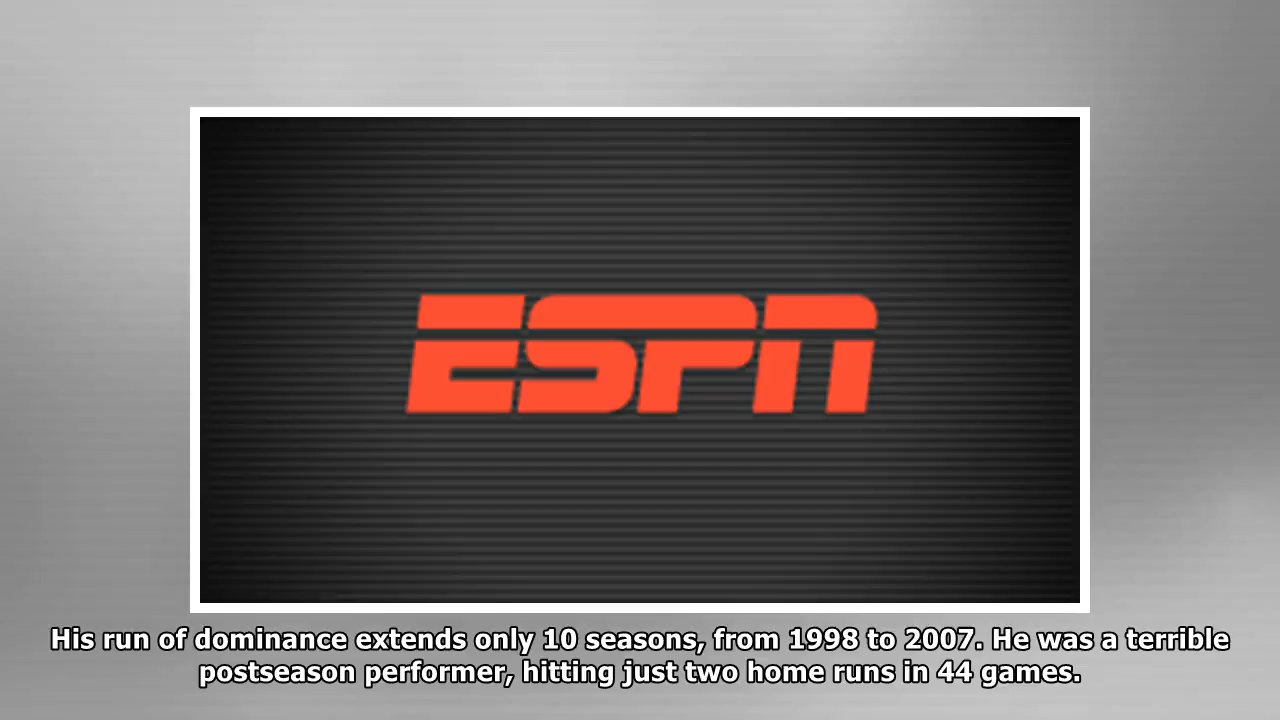 ESPN
His run of dominance extends only 10 seasons, from 1998 to 2007. He was a terrible
postseason performer, hitting just two home runs in 44 games.